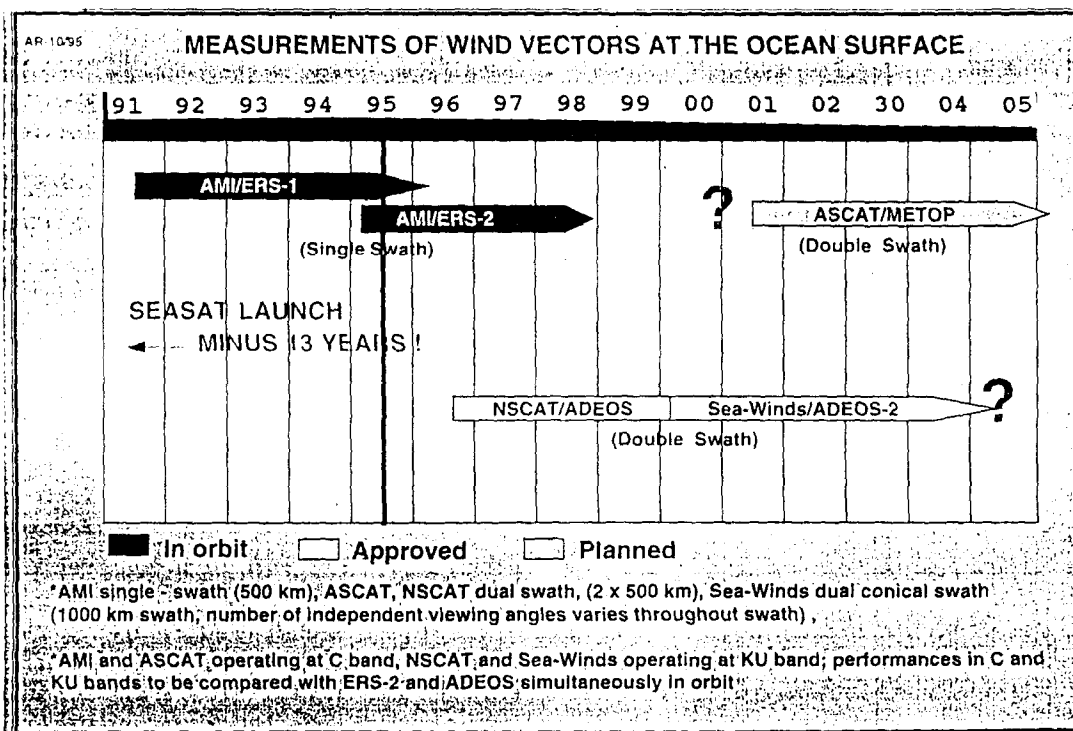 AR-10/95
MEASUREMENTS OF WIND VECTORS AT THE OCEAN SURFACE
91 92 93 94 95 96 97 98 99 00 01 02 30 04 05
AMI/ERS-1
AMI/ERS-2
(Single Swath)
?
ASCAT/METOP
(Double Swath)
SEASAT LAUNCH
MINUS 13 YEARS !
NSCAT/ADEOS
Sea-Winds/ADEOS-2
?
(Double Swath)
In orbit Approved Planned
*AMI single - swath (500 km), ASCAT, NSCAT dual swath, (2 x 500 km), Sea-Winds dual conical swath
(1000 km swath; number of independent viewing angles varies throughout swath) ,
*AMI and ASCAT operating at C band, NSCAT and Sea-Winds operating at KU band; performances in C and
KU bands to be compared with ERS-2 and ADEOS simultaneously in orbit